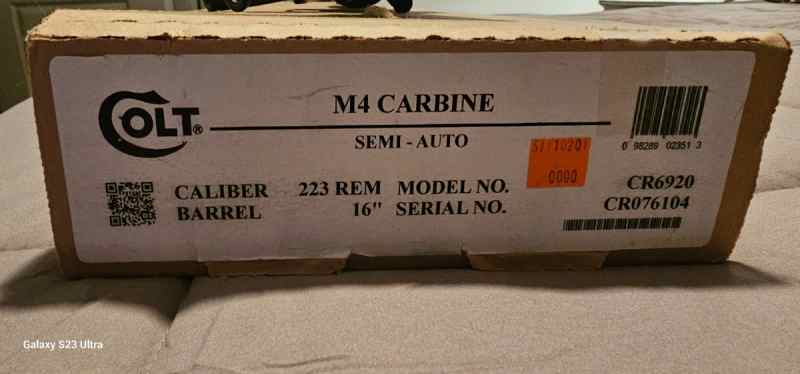 M4 CARBINE
COLT®
SEMI - AUTO
S1110201
0000
0 98289 02351 3
CALIBER 223 REM MODEL NO. CR6920
BARREL 16" SERIAL NO. CR076104
Galaxy S23 Ultra